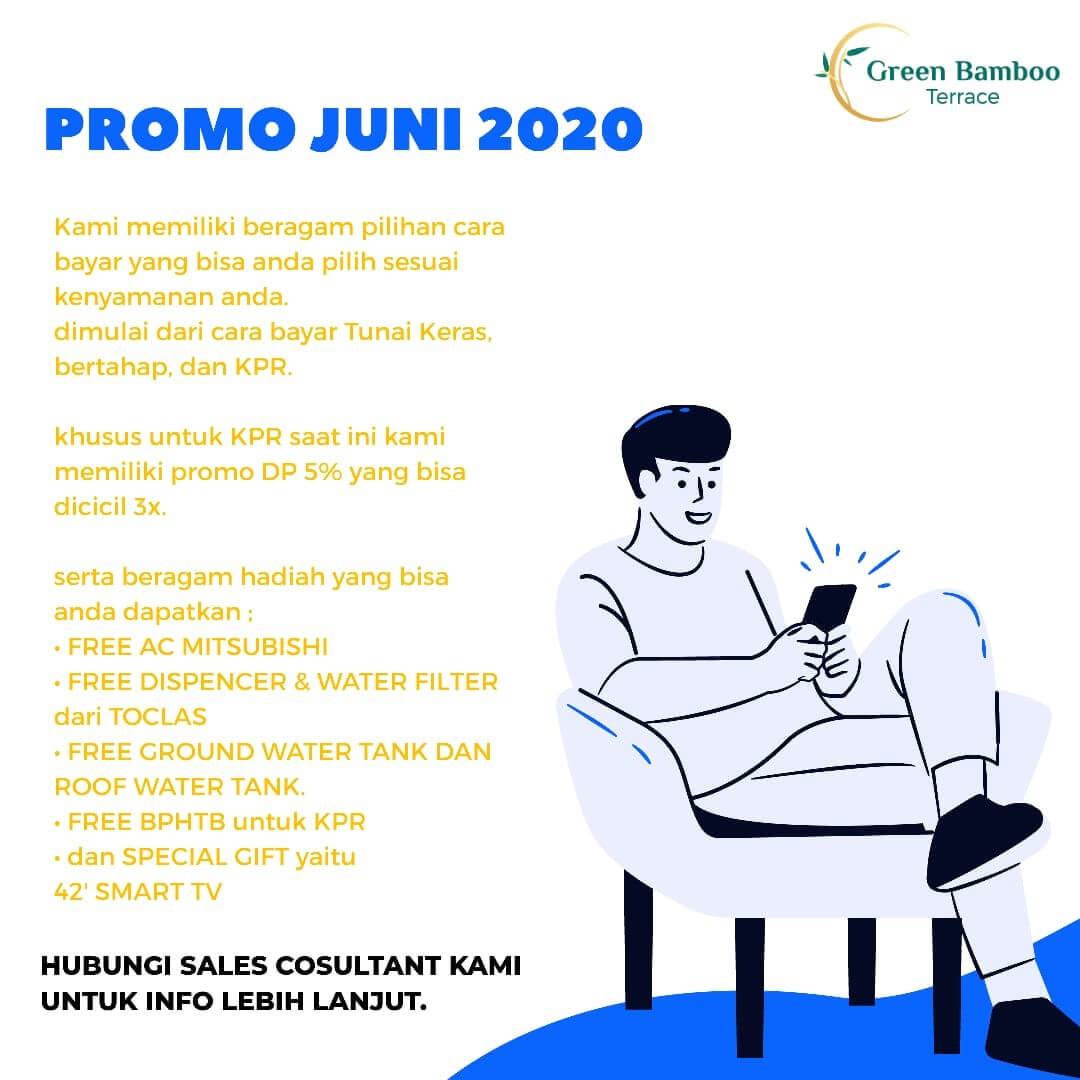 Green Bamboo
Terrace
PROMO JUNI 2020
Kami memiliki beragam pilihan cara
bayar yang bisa anda pilih sesuai
kenyamanan anda.
dimulai dari cara bayar Tunai Keras,
bertahap, dan KPR.
khusus untuk KPR saat ini kami
memiliki promo DP 5% yang bisa
dicicil 3x.
serta beragam hadiah yang bisa
anda dapatkan ;
• FREE AC MITSUBISHI
• FREE DISPENCER & WATER FILTER
dari TOCLAS
• FREE GROUND WATER TANK DAN
ROOF WATER TANK.
• FREE BPHTB untuk KPR
• dan SPECIAL GIFT yaitu
42' SMART TV
HUBUNGI SALES COSULTANT KAMI
UNTUK INFO LEBIH LANJUT.